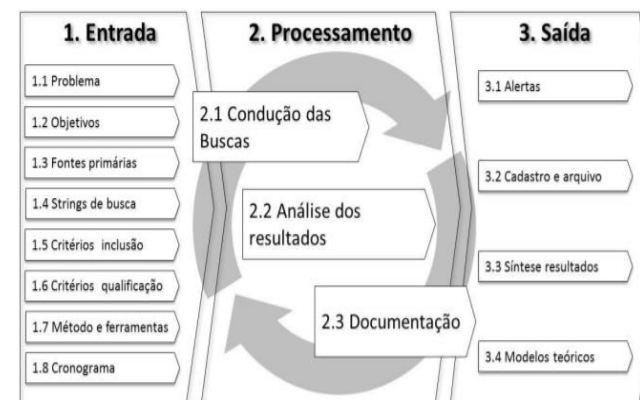 1. Entrada
1.1 Problema
1.2 Objetivos
1.3 Fontes primárias
1.4 Strings de busca
1.5 Critérios inclusão
1.6 Critérios qualificação
1.7 Método e ferramentas
1.8 Cronograma
2. Processamento
2.1 Condução das
Buscas
2.2 Análise dos
resultados
2.3 Documentação
3. Saída
3.1 Alertas
3.2 Cadastro e arquivo
3.3 Síntese resultados
3.4 Modelos teóricos